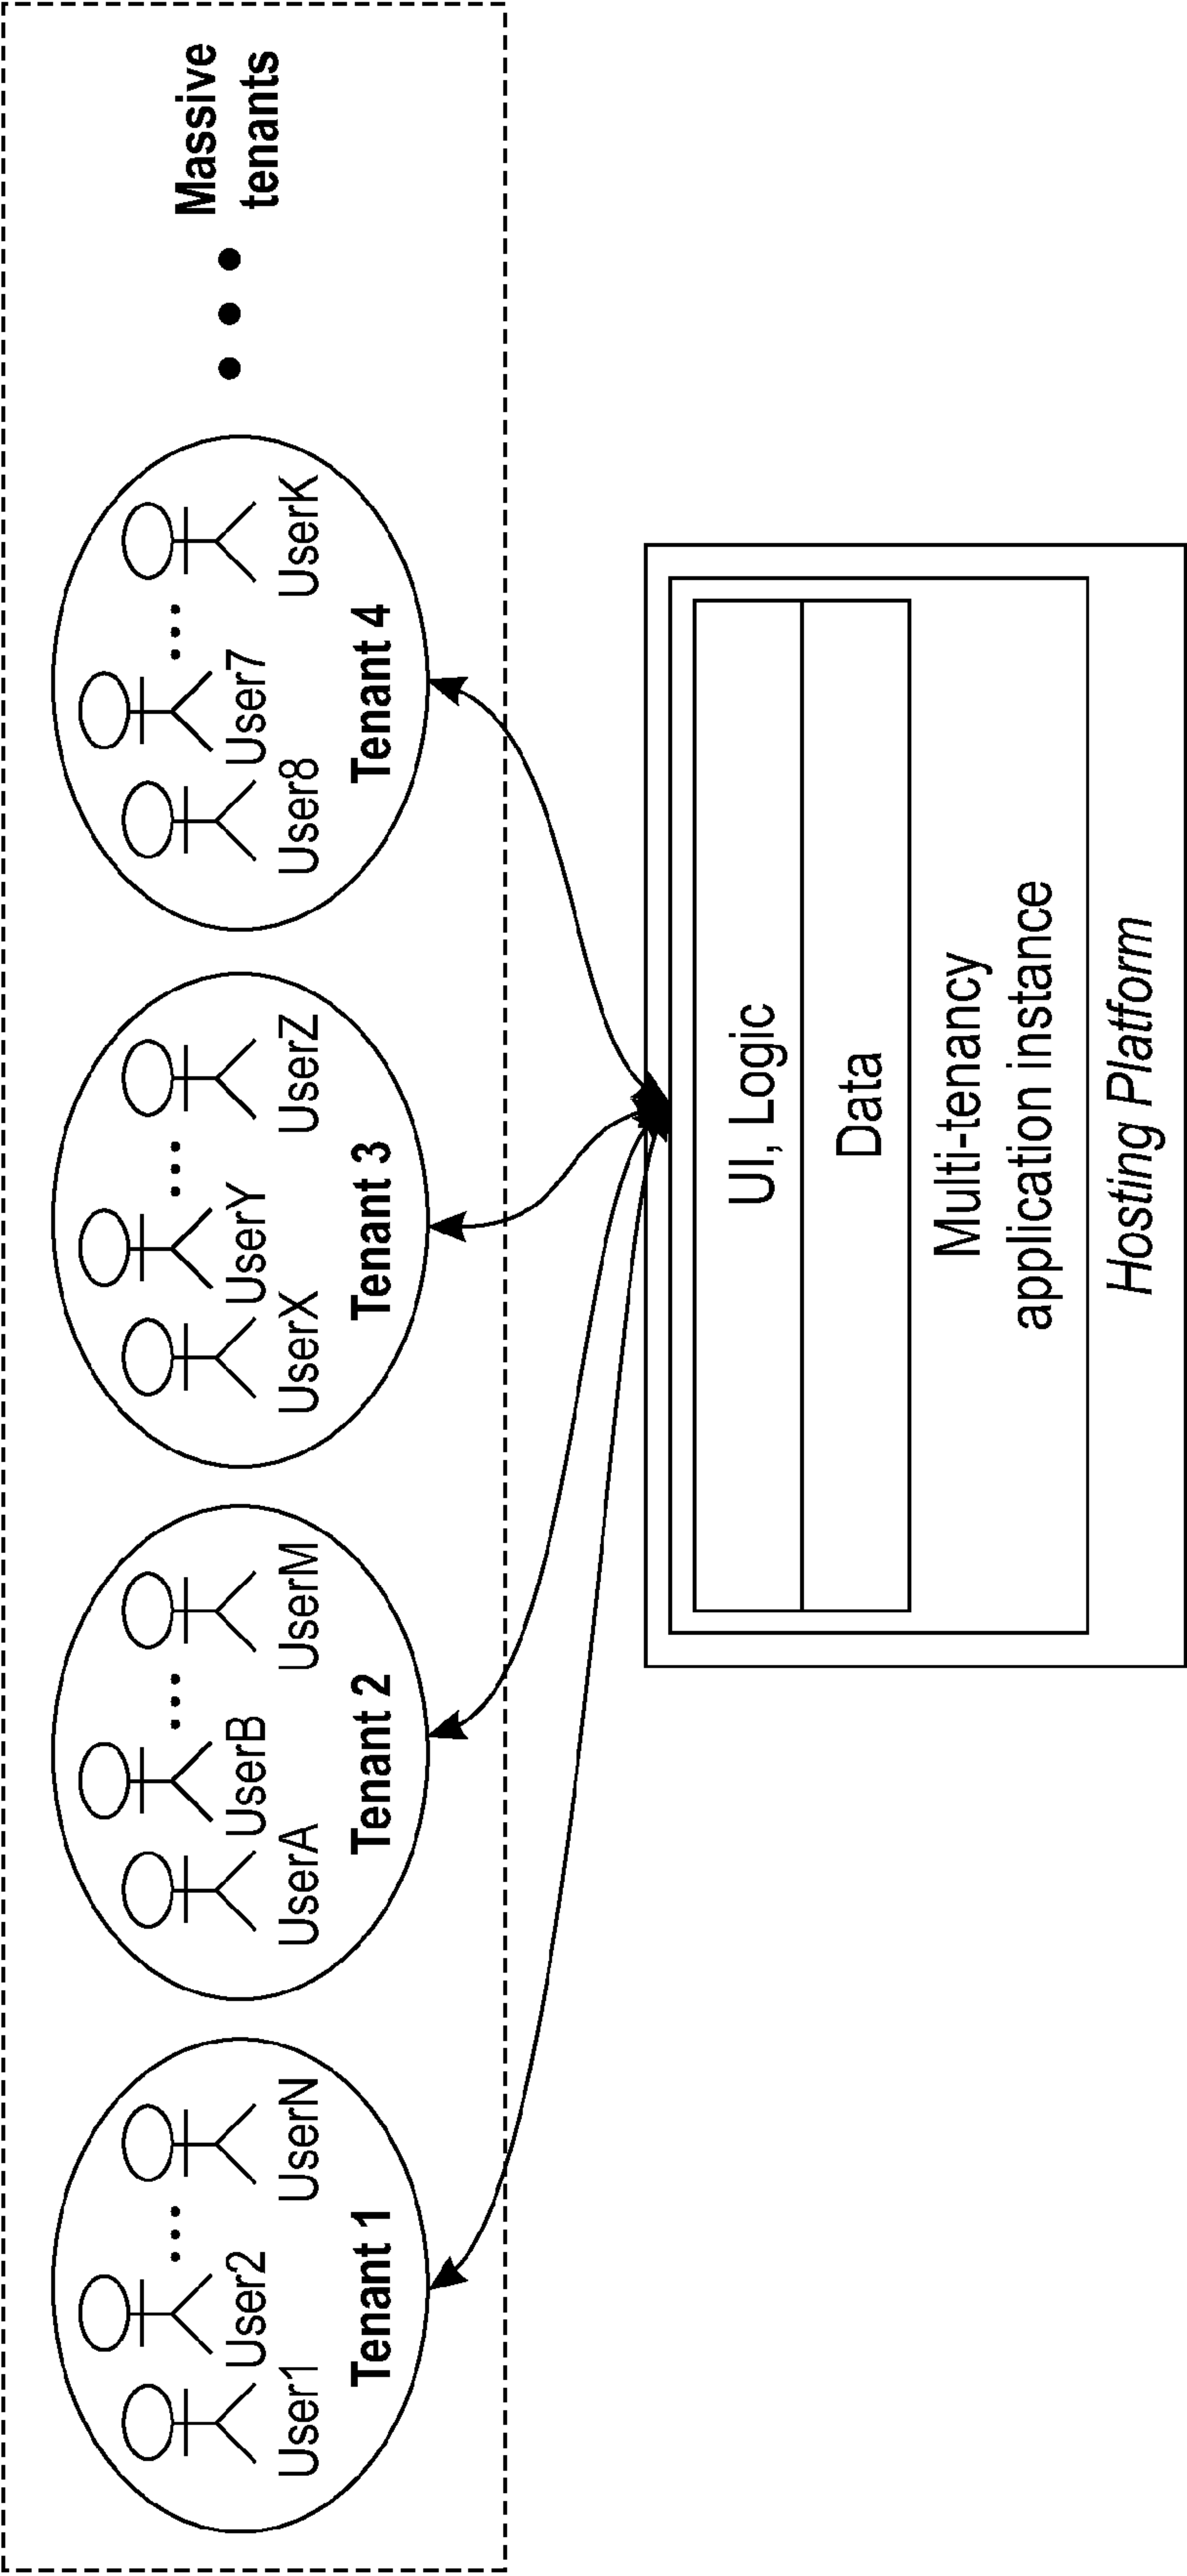 User1
User2
...
UserN
Tenant 1
UserA
UserB
...
UserM
Tenant 2
UserX
UserY
...
UserZ
Tenant 3
User8
User7
...
UserK
Tenant 4
Massive
tenants
UI, Logic
Data
Multi-tenancy
application instance
Hosting Platform